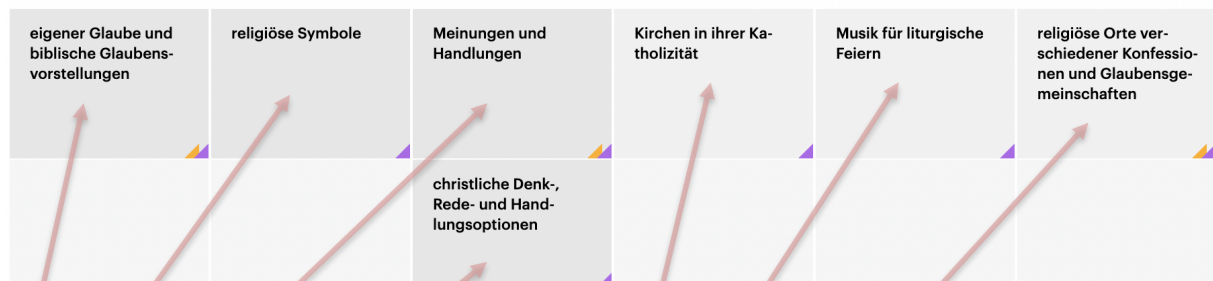 eigener Glaube und
biblische Glaubens-
vorstellungen
religiöse Symbole
Meinungen und
Handlungen
Kirchen in ihrer Ka-
tholizität
Musik für liturgische
Feiern
religiöse Orte ver-
schiedener Konfessio-
nen und Glaubensge-
meinschaften
christliche Denk-,
Rede- und Hand-
lungsoptionen